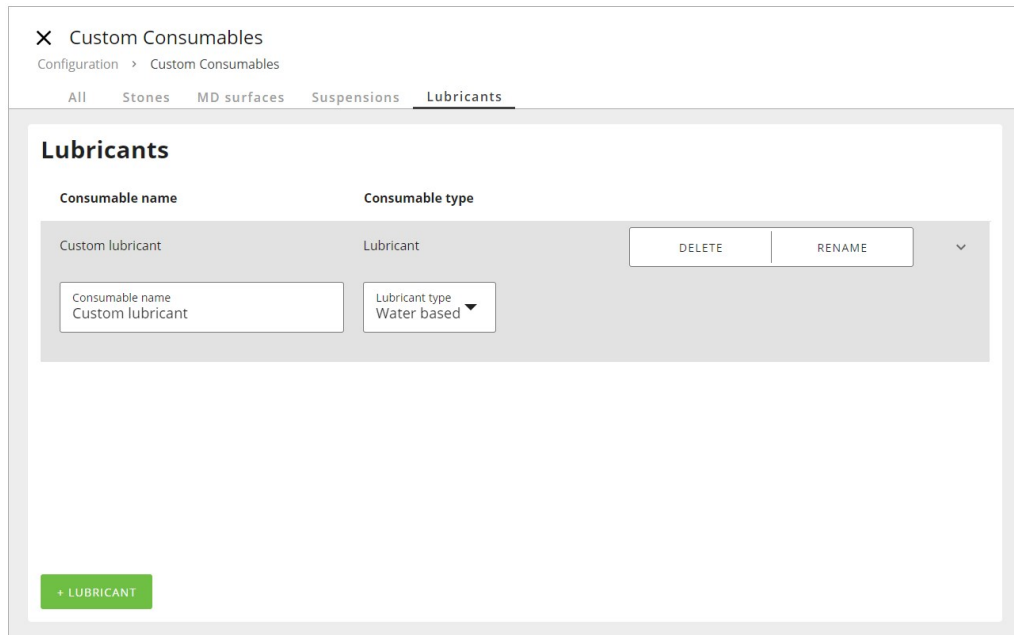 Custom Consumables
Configuration > Custom Consumables
All Stones MD surfaces Suspensions Lubricants
Lubricants
Consumable name Consumable type
Custom lubricant Lubricant DELETE RENAME
Consumable name Lubricant type
Custom lubricant Water based
+ LUBRICANT